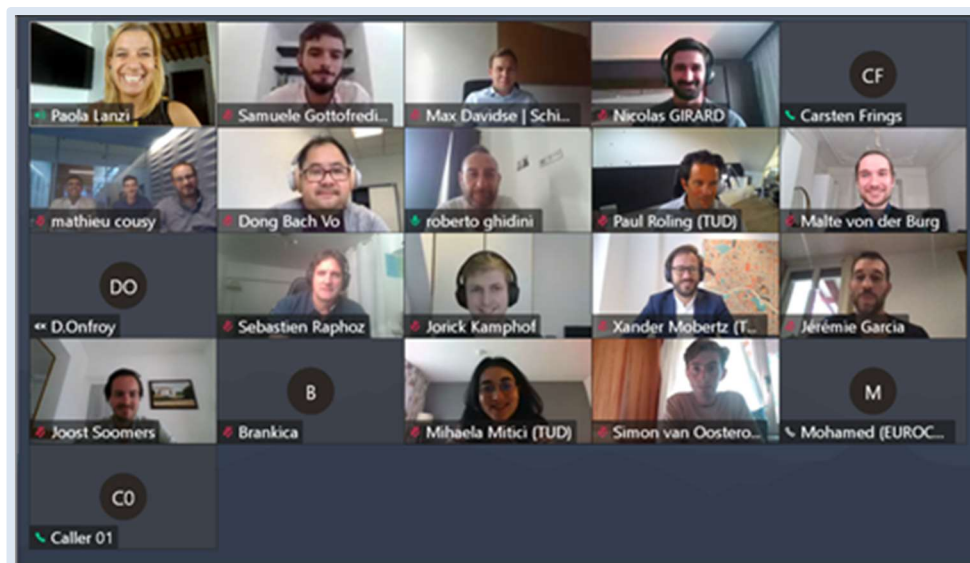 Paola Lanzi
Samuele Gottofredi...
Max Davidse | Schi...
Nicolas GIRARD
CF
Carsten Frings
mathieu cousy
Dong Bach Vo
roberto ghidini
Paul Roling (TUD)
Malte von der Burg
DO
D.Onfroy
Sebastien Raphoz
Jorick Kamphof
Xander Mobertz (T...
Jérémie Garcia
Joost Soomers
B
Brankica
Mihaela Mitici (TUD)
Simon van Oostero...
M
Mohamed (EUROC...
C0
Caller 01